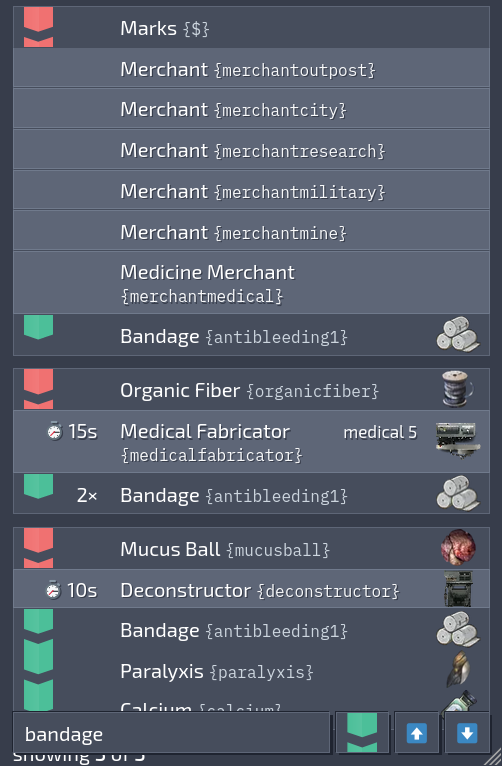 Marks {$}
Merchant {merchantoutpost}
Merchant {merchantcity}
Merchant {merchantresearch}
Merchant {merchantmilitary}
Merchant {merchantmine}
Medicine Merchant
{merchantmedical}
Bandage {antibleeding1}
Organic Fiber {organicfiber}
15s Medical Fabricator medical 5
{medicalfabricator}
2× Bandage {antibleeding1}
Mucus Ball {mucusball}
10s Deconstructor {deconstructor}
Bandage {antibleeding1}
Paralyxis {paralyxis}
Calcium {calcium}
bandage
showing 5 of 5